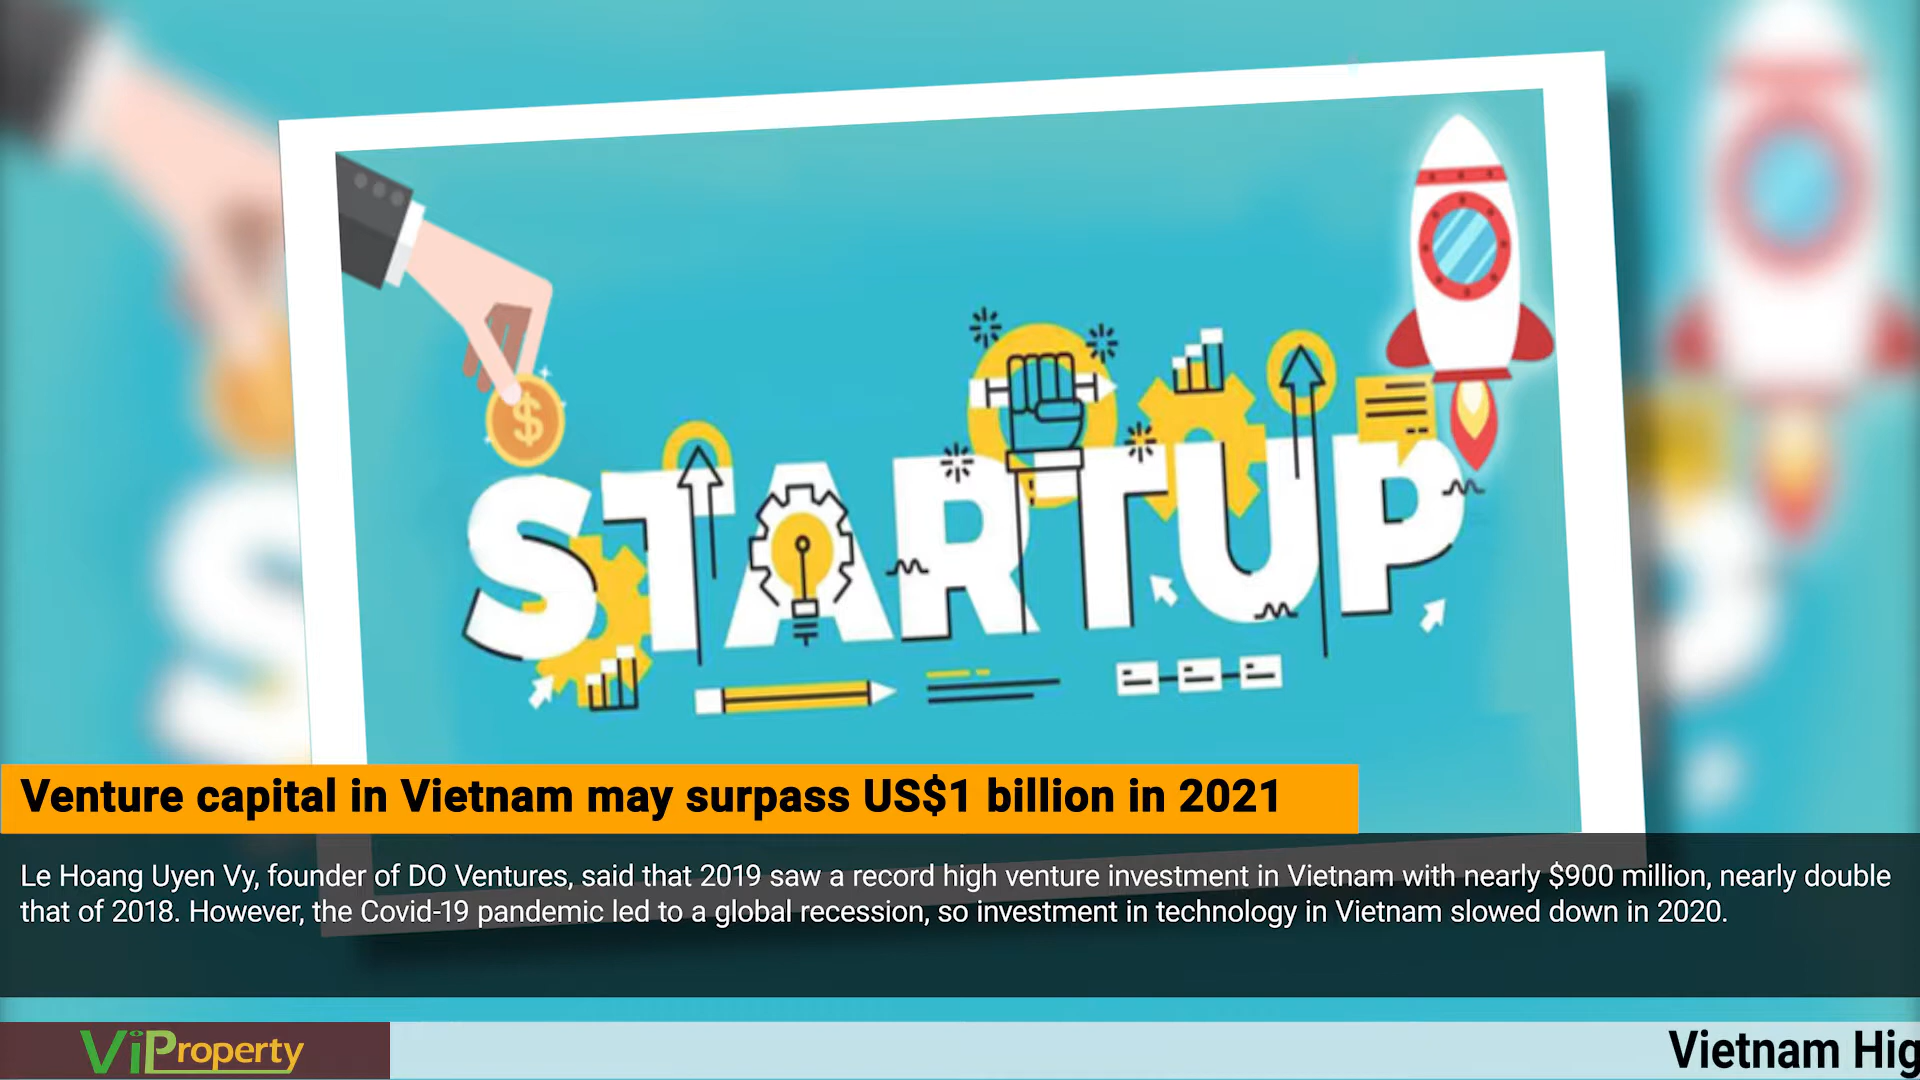 $
STARTUP
Venture capital in Vietnam may surpass US$1 billion in 2021
Le Hoang Uyen Vy, founder of DO Ventures, said that 2019 saw a record high venture investment in Vietnam with nearly $900 million, nearly double
that of 2018. However, the Covid-19 pandemic led to a global recession, so investment in technology in Vietnam slowed down in 2020.
ViProperty
Vietnam Hig